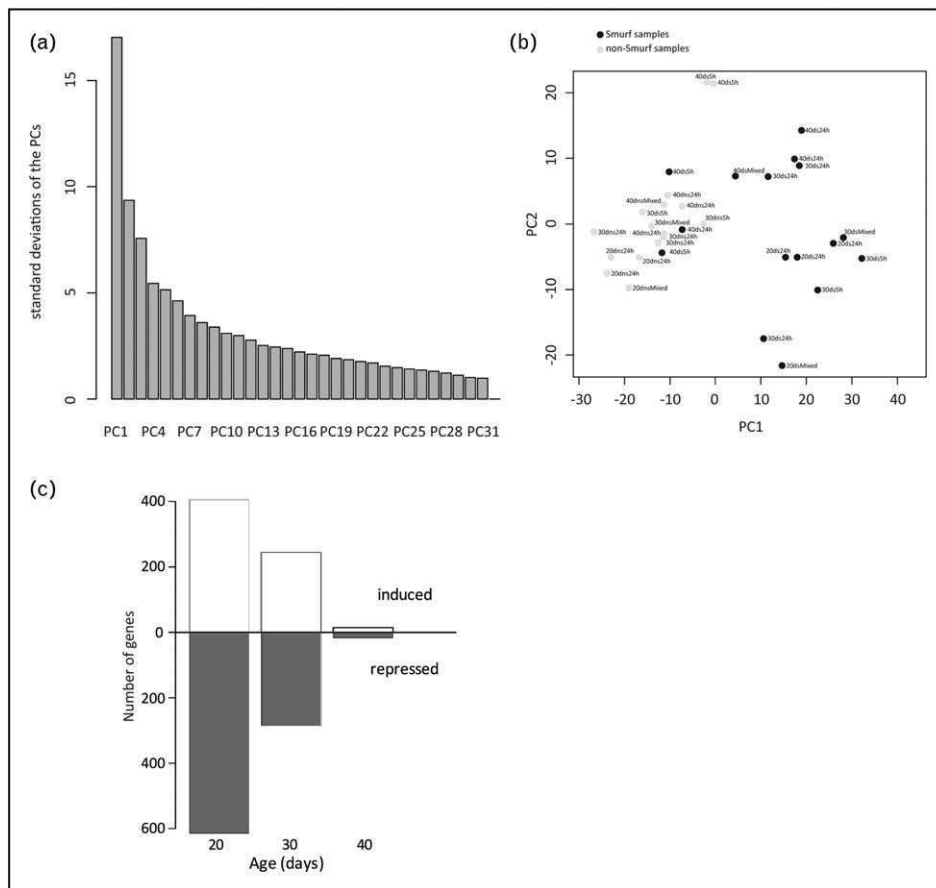 (a)
standard deviations of the PCs
15
10
5
0
PC1 PC4 PC7 PC10 PC13 PC16 PC19 PC22 PC25 PC28 PC31
(b)
Smurf samples
non-Smurf samples
PC2
20
10
0
-10
-20
40ds5h 40ds5h
40ds24h
40ds24h
30ds24h
40ds5h
40dsMixed
30ds24h
40dns24h
40dnsMixed
40dns24h
30ds5h
30dnsMixed
30dns5h
30dns24h
40dns24h
40ds24h
30dns24h
30dns24h
30dsMixed
20ds24h
40ds5h
20dns24h
20dns24h
20ds24h
20ds24h
30ds5h
20dns24h
20dnsMixed
30ds5h
30ds24h
20dsMixed
-30 -20 -10 0 10 20 30 40
PC1
(c)
Number of genes
400
200
0
200
400
600
induced
repressed
20 30 40
Age (days)